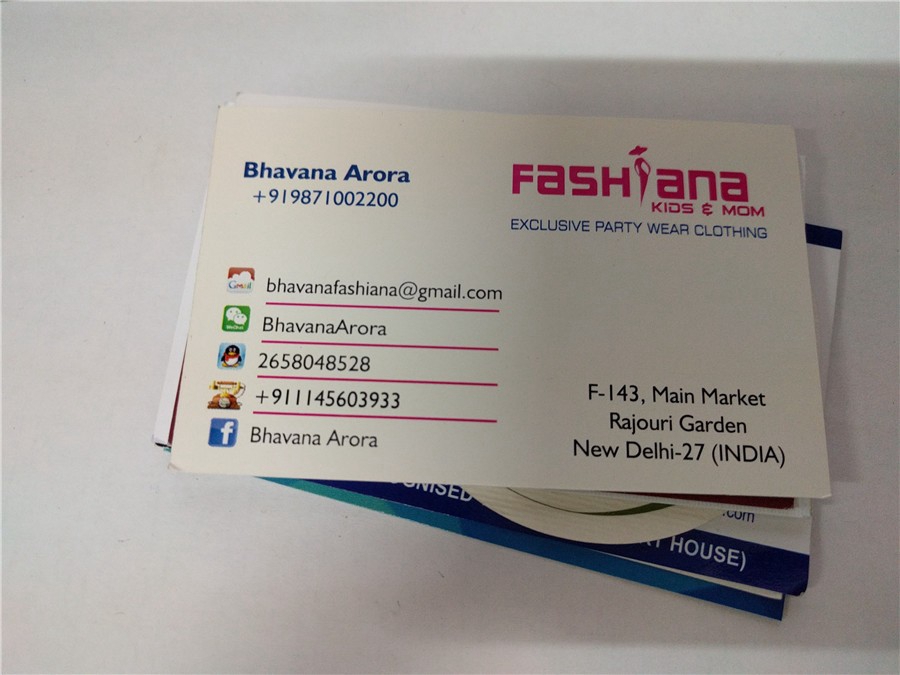 Bhavana Arora
+919871002200
FASHIANA
KIDS & MOM
EXCLUSIVE PARTY WEAR CLOTHING
Gmail
bhavanafashiana@gmail.com
WeChat
BhavanaArora
2658048528
+911145603933
f
Bhavana Arora
F-143, Main Market
Rajouri Garden
New Delhi-27 (INDIA)
.com
HOUSE)